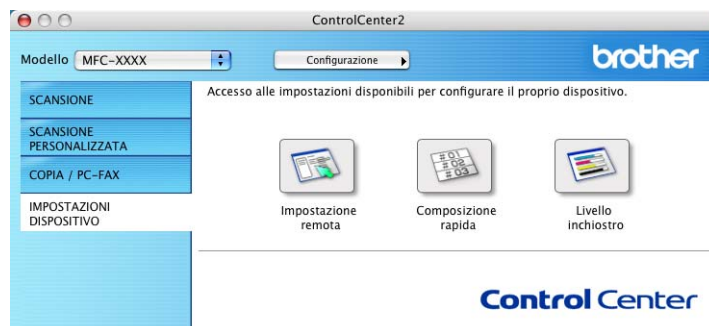 ControlCenter2
Modello MFC-XXXX Configurazione brother
SCANSIONE
SCANSIONE
PERSONALIZZATA
COPIA / PC-FAX
IMPOSTAZIONI
DISPOSITIVO
Accesso alle impostazioni disponibili per configurare il proprio dispositivo.
#01
#02
#03
Impostazione
remota
Composizione
rapida
Livello
inchiostro
Control Center